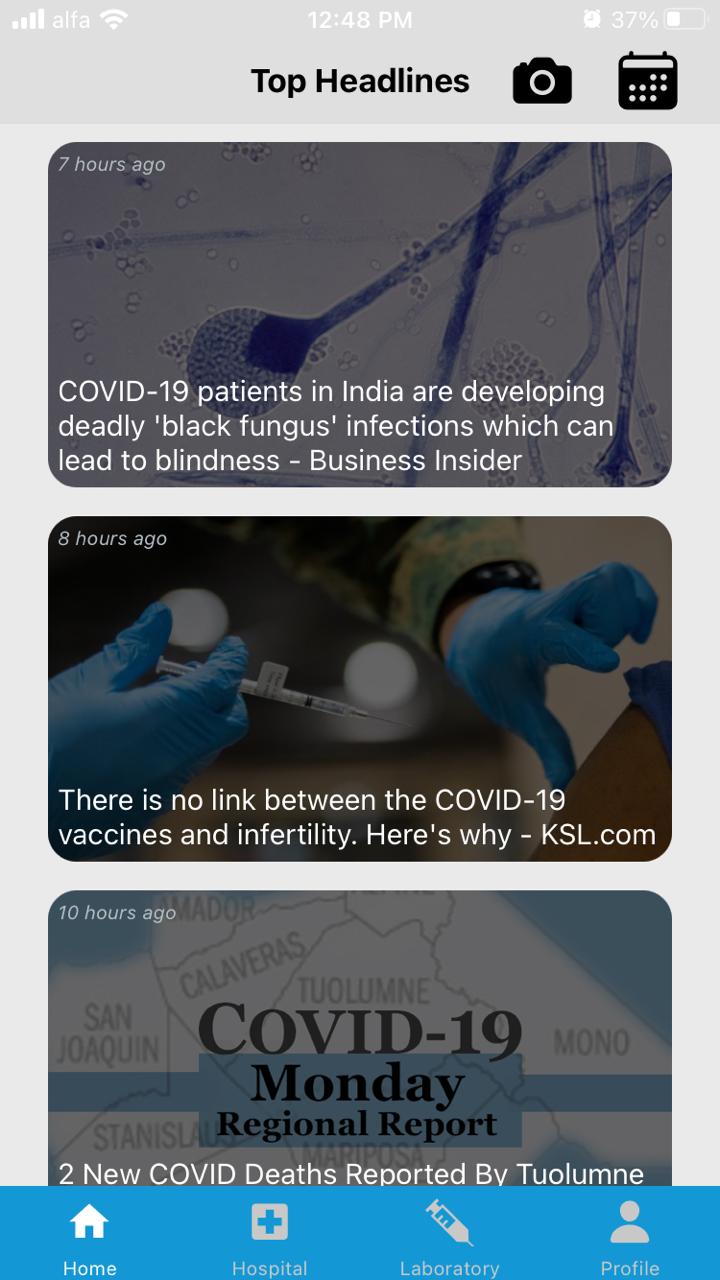 alfa 12:48 PM 37%
Top Headlines
7 hours ago
COVID-19 patients in India are developing
deadly 'black fungus' infections which can
lead to blindness - Business Insider
8 hours ago
There is no link between the COVID-19
vaccines and infertility. Here's why - KSL.com
10 hours ago
AMADOR
ALPINE
CALAVERAS
TUOLUMNE
SAN
JOAQUIN
COVID-19
MONO
Monday
Regional Report
STANISLAUS
MARIPOSA
2 New COVID Deaths Reported By Tuolumne
Home Hospital Laboratory Profile